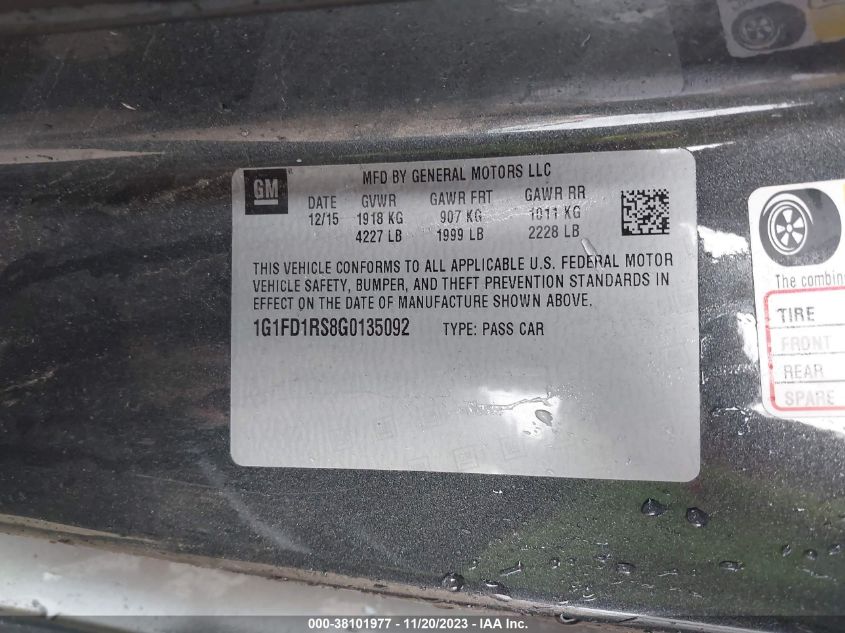 GM
MFD BY GENERAL MOTORS LLC
DATE GVWR GAWR FRT GAWR RR
12/15 1918 KG 907 KG 1011 KG
4227 LB 1999 LB 2228 LB
THIS VEHICLE CONFORMS TO ALL APPLICABLE U.S. FEDERAL MOTOR
VEHICLE SAFETY, BUMPER, AND THEFT PREVENTION STANDARDS IN
EFFECT ON THE DATE OF MANUFACTURE SHOWN ABOVE.
1G1FD1RS8G0135092 TYPE: PASS CAR
The combin
TIRE
FRONT
REAR
SPARE
000-38101977 — 11/20/2023 — IAAI.com